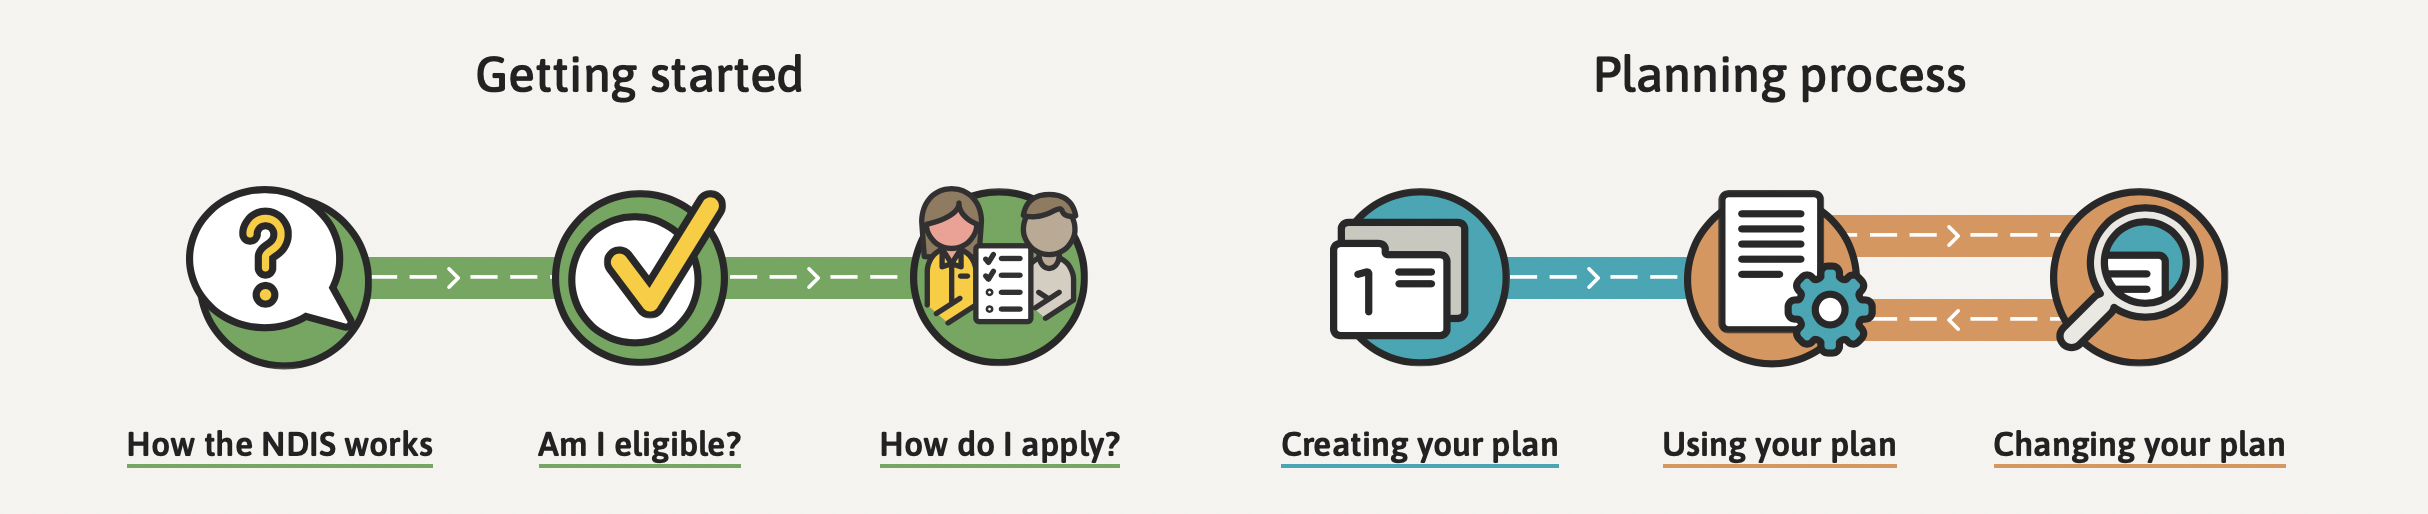 Getting started
How the NDIS works
Am I eligible?
How do I apply?
Planning process
1
Creating your plan
Using your plan
Changing your plan